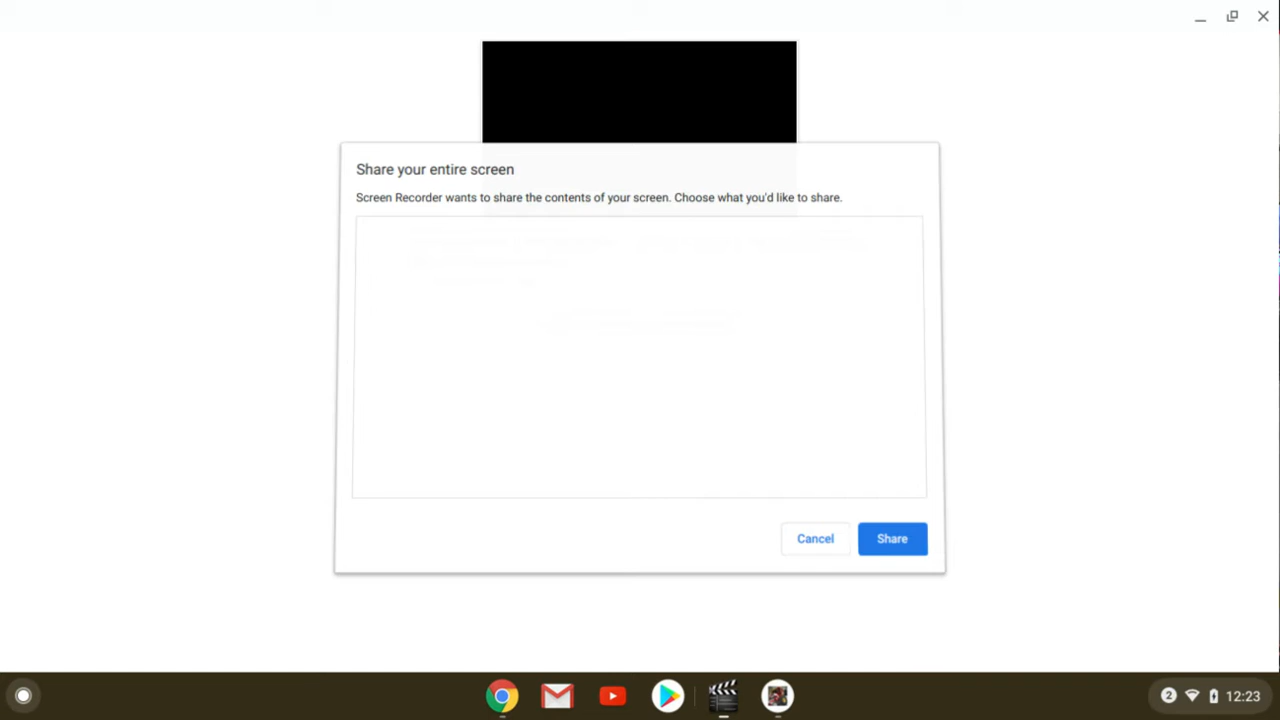 Share your entire screen
Screen Recorder wants to share the contents of your screen. Choose what you'd like to share.
Cancel
Share
2
12:23